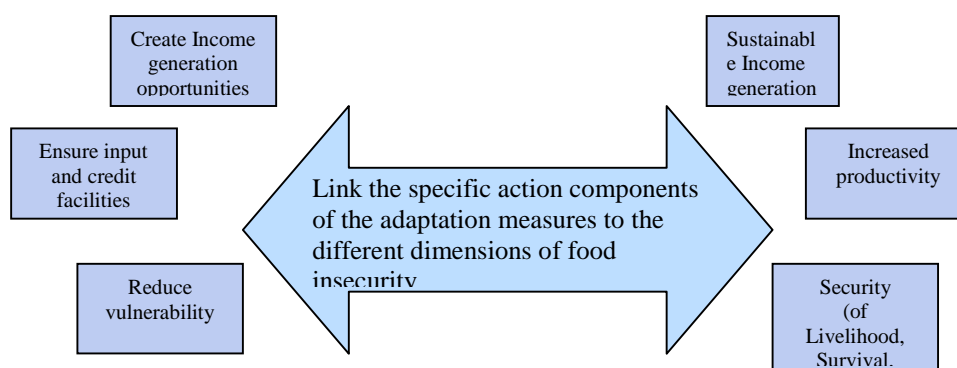 Create Income
generation
opportunities
Sustainabl
e Income
generation
Ensure input
and credit
facilities
Increased
productivity
Link the specific action components
of the adaptation measures to the
different dimensions of food
insecurity
Reduce
vulnerability
Security
(of
Livelihood,
Survival,